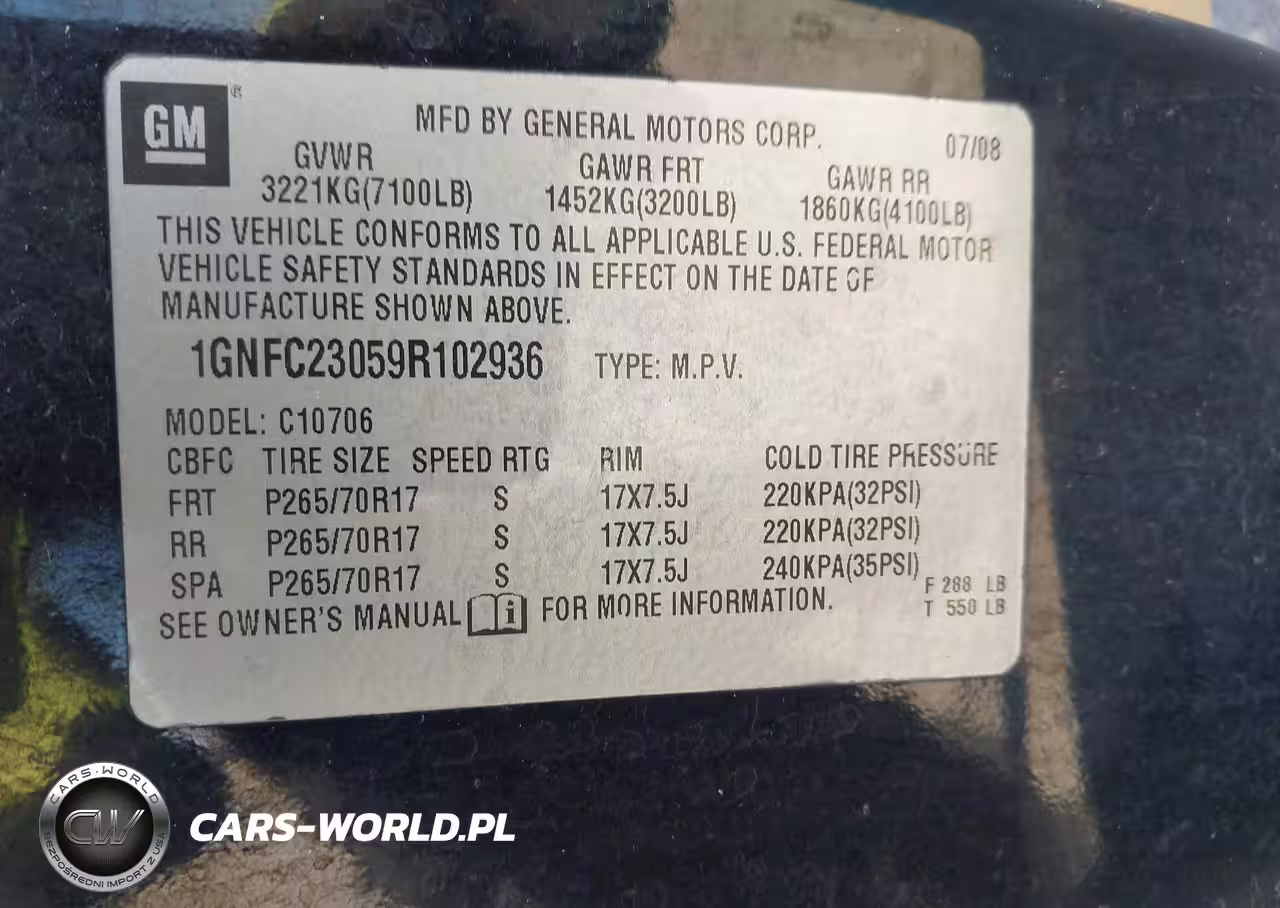 GM ®
MFD BY GENERAL MOTORS CORP. 07/08
GVWR GAWR FRT GAWR RR
3221KG(7100LB) 1452KG(3200LB) 1860KG(4100LB)
THIS VEHICLE CONFORMS TO ALL APPLICABLE U.S. FEDERAL MOTOR
VEHICLE SAFETY STANDARDS IN EFFECT ON THE DATE OF
MANUFACTURE SHOWN ABOVE.
1GNFC23059R102936 TYPE: M.P.V.
MODEL: C10706
CBFC TIRE SIZE SPEED RTG RIM COLD TIRE PRESSURE
FRT P265/70R17 S 17X7.5J 220KPA(32PSI)
RR P265/70R17 S 17X7.5J 220KPA(32PSI)
SPA P265/70R17 S 17X7.5J 240KPA(35PSI)
F 288 LB
SEE OWNER'S MANUAL i FOR MORE INFORMATION. T 550 LB
CARS-WORLD
CW
BEZPOŚREDNI IMPORT Z USA
CARS-WORLD.PL